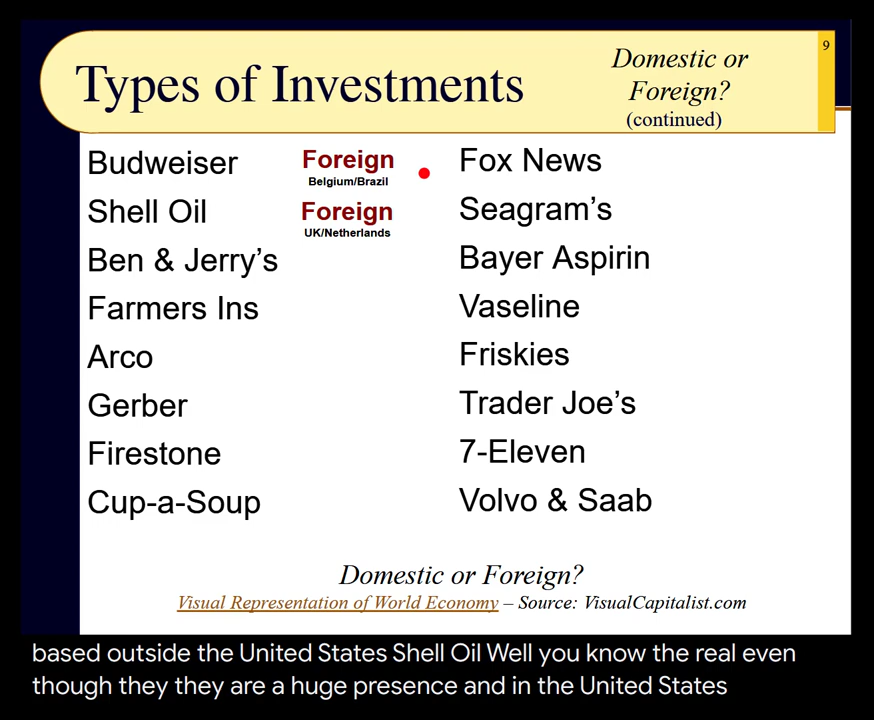 Types of Investments
Domestic or
Foreign?
(continued)
9
Budweiser
Foreign
Belgium/Brazil
Shell Oil
Foreign
UK/Netherlands
Ben & Jerry’s
Farmers Ins
Arco
Gerber
Firestone
Cup-a-Soup
Fox News
Seagram’s
Bayer Aspirin
Vaseline
Friskies
Trader Joe’s
7-Eleven
Volvo & Saab
Domestic or Foreign?
Visual Representation of World Economy – Source: VisualCapitalist.com
based outside the United States Shell Oil Well you know the real even
though they they are a huge presence and in the United States